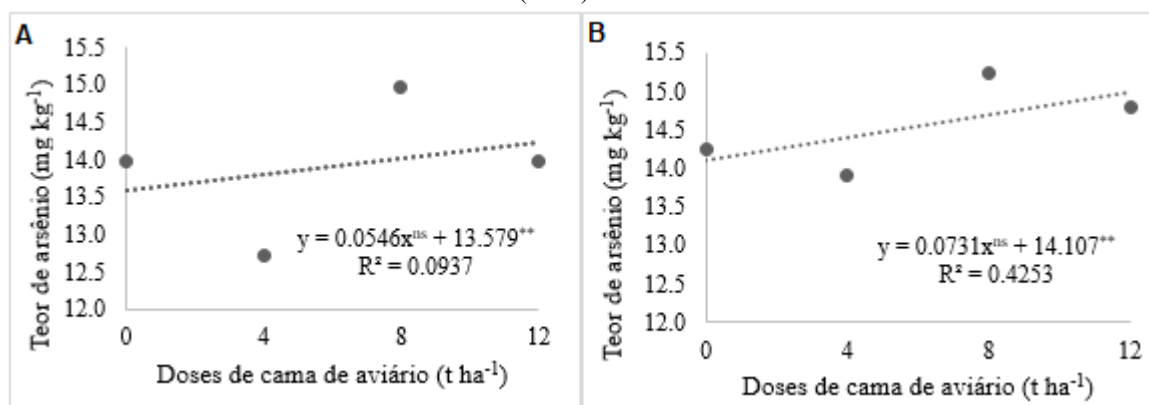 A
15.5
15.0
14.5
14.0
13.5
13.0
12.5
12.0
Teor de arsênio (mg kg⁻¹)
y = 0.0546xⁿˢ + 13.579**
R² = 0.0937
0 4 8 12
Doses de cama de aviário (t ha⁻¹)
B
15.5
15.0
14.5
14.0
13.5
13.0
12.5
12.0
Teor de arsênio (mg kg⁻¹)
y = 0.0731xⁿˢ + 14.107**
R² = 0.4253
0 4 8 12
Doses de cama de aviário (t ha⁻¹)